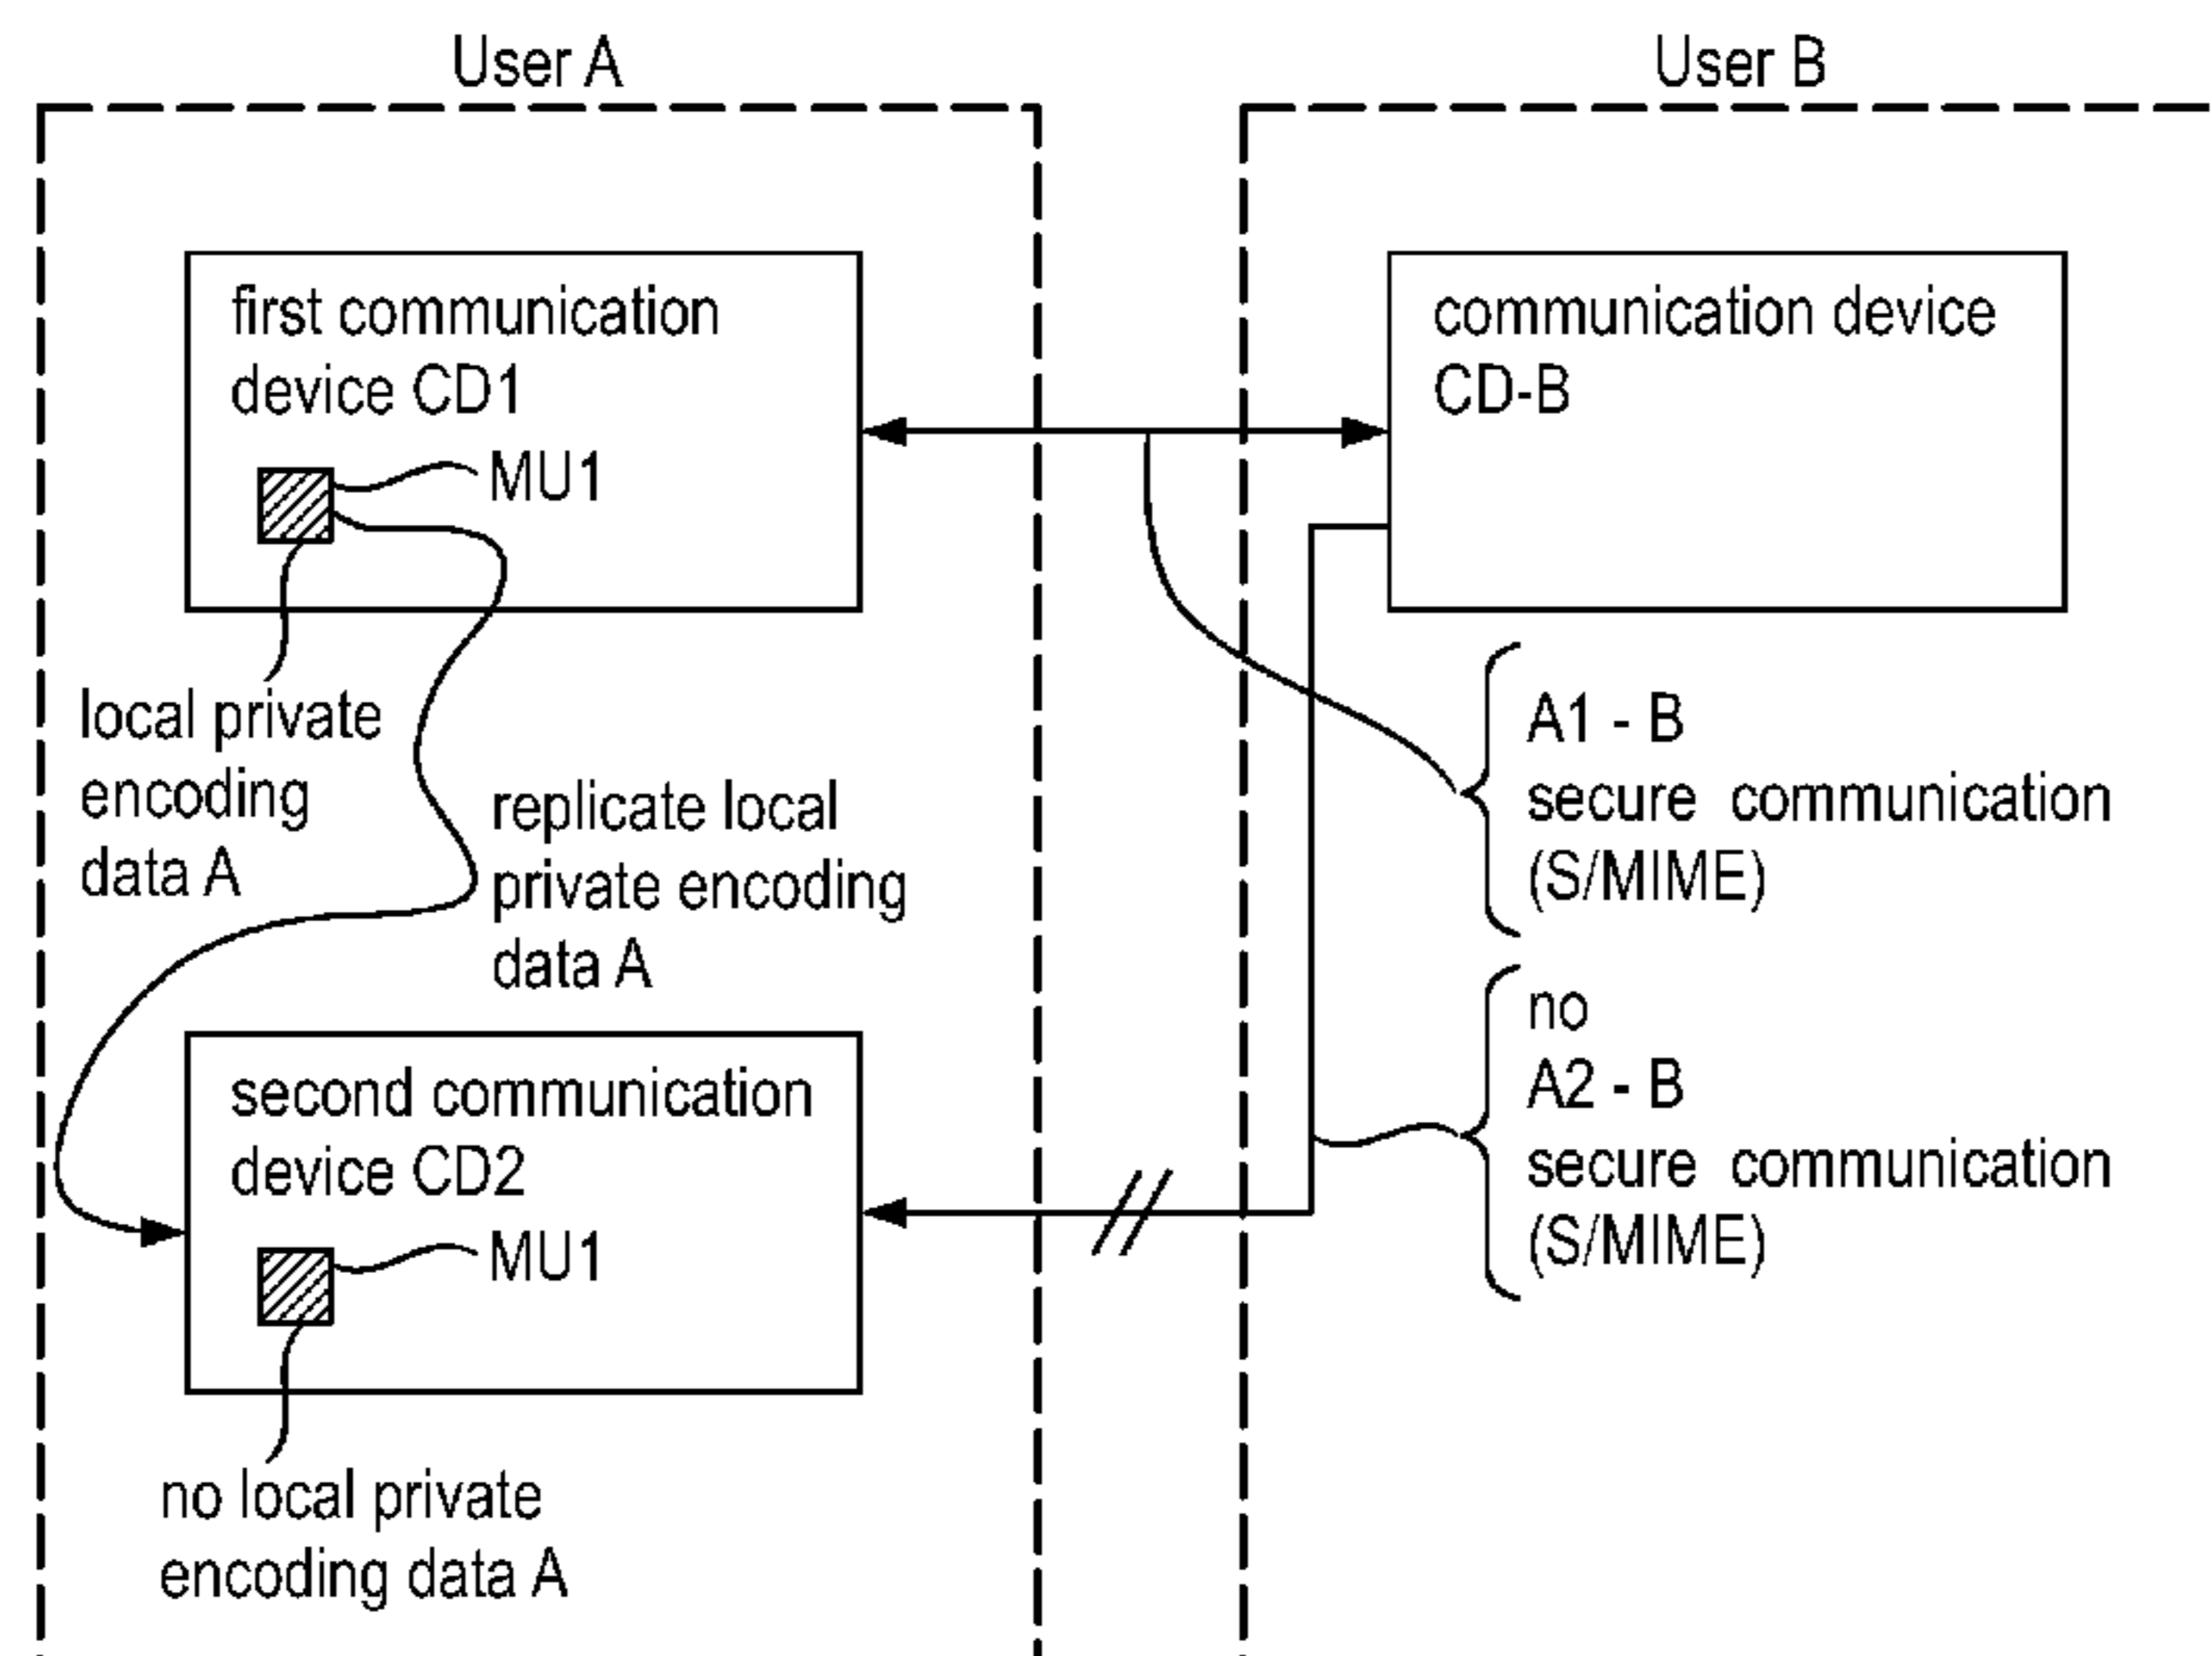 User A
User B
first communication
device CD1
MU1
communication device
CD-B
local private
encoding
data A
replicate local
private encoding
data A
A1 - B
secure communication
(S/MIME)
no
A2 - B
secure communication
(S/MIME)
second communication
device CD2
MU1
no local private
encoding data A